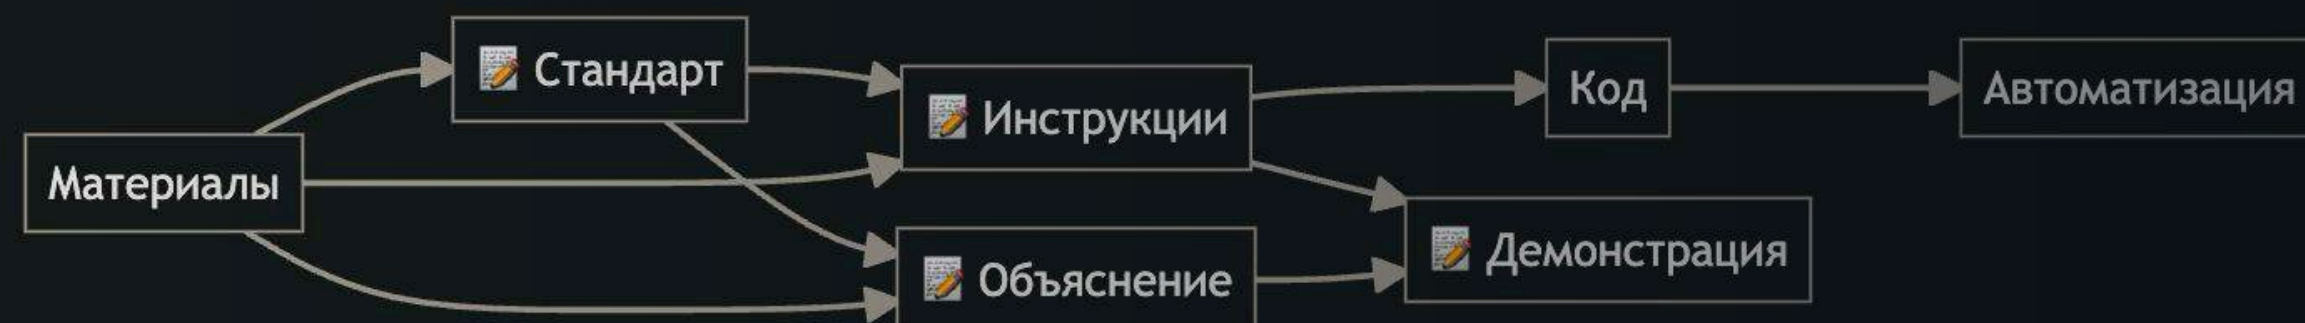 Стандарт
Инструкции
Код
Автоматизация
Материалы
Объяснение
Демонстрация